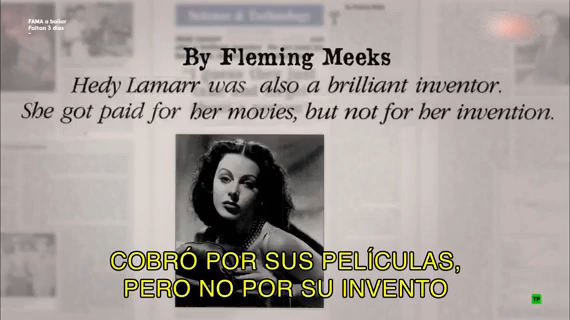 FAMA a bailar
Faltan 3 días
Science & Technology
By Fleming Meeks
Hedy Lamarr was also a brilliant inventor.
She got paid for her movies, but not for her invention.
COBRÓ POR SUS PELÍCULAS,
PERO NO POR SU INVENTO
TP